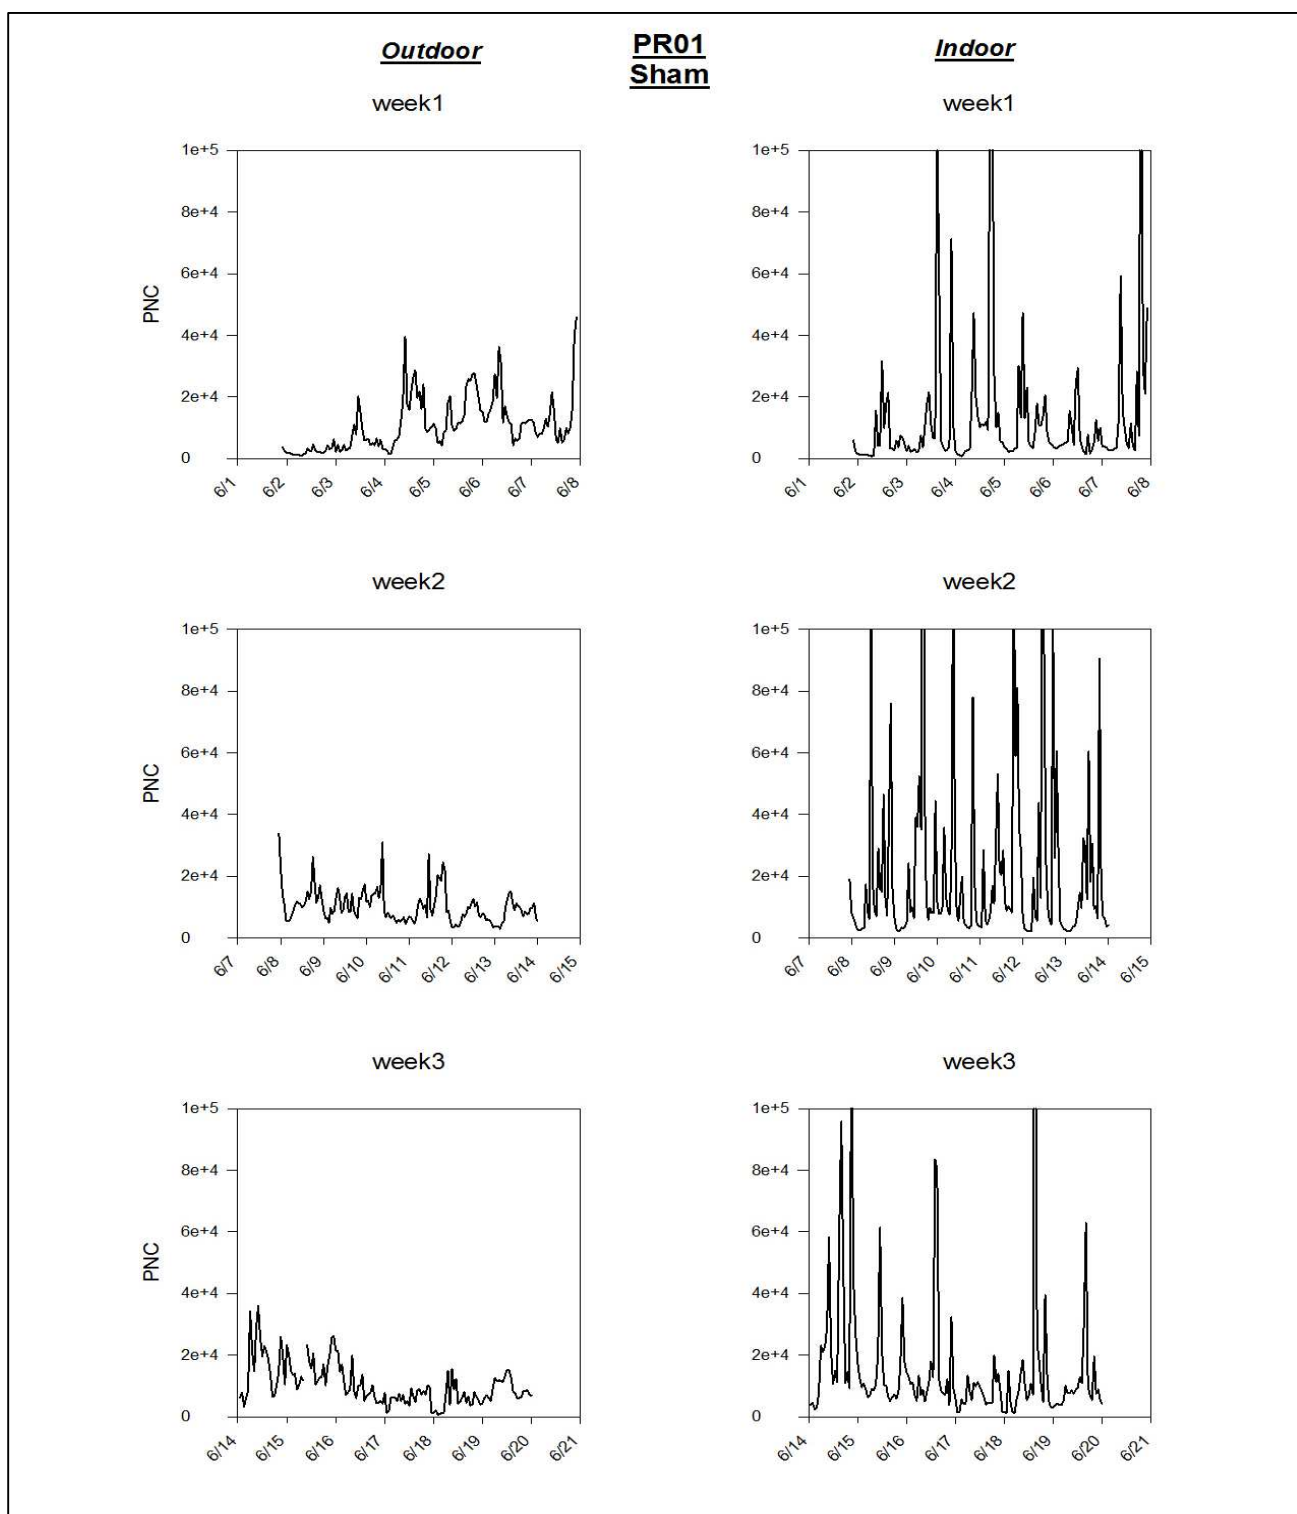 Outdoor PR01 Indoor
Sham
week1 week1
1e+5 1e+5
8e+4 8e+4
6e+4 6e+4
PNC
4e+4 4e+4
2e+4 2e+4
0 0
6/1 6/2 6/3 6/4 6/5 6/6 6/7 6/8 6/1 6/2 6/3 6/4 6/5 6/6 6/7 6/8
week2 week2
1e+5 1e+5
8e+4 8e+4
6e+4 6e+4
PNC
4e+4 4e+4
2e+4 2e+4
0 0
6/7 6/8 6/9 6/10 6/11 6/12 6/13 6/14 6/15 6/7 6/8 6/9 6/10 6/11 6/12 6/13 6/14 6/15
week3 week3
1e+5 1e+5
8e+4 8e+4
6e+4 6e+4
PNC
4e+4 4e+4
2e+4 2e+4
0 0
6/14 6/15 6/16 6/17 6/18 6/19 6/20 6/21 6/14 6/15 6/16 6/17 6/18 6/19 6/20 6/21